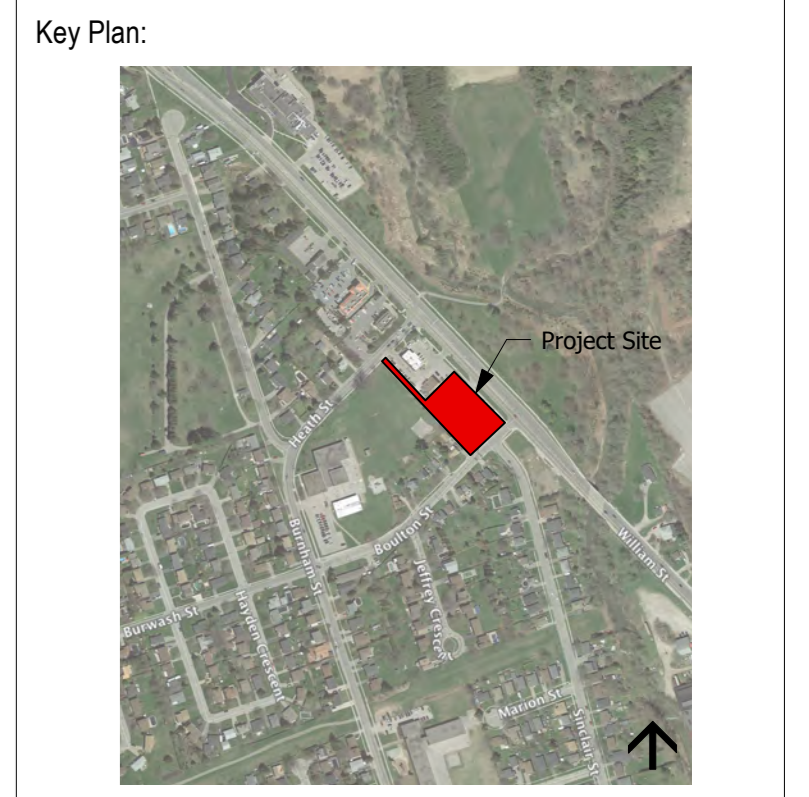 Key Plan:
Project Site
Heath St
Burnham St
Boulton St
William St
Jeffrey Crescent
Burwash St
Hayden Crescent
Marion St
Sinclair St